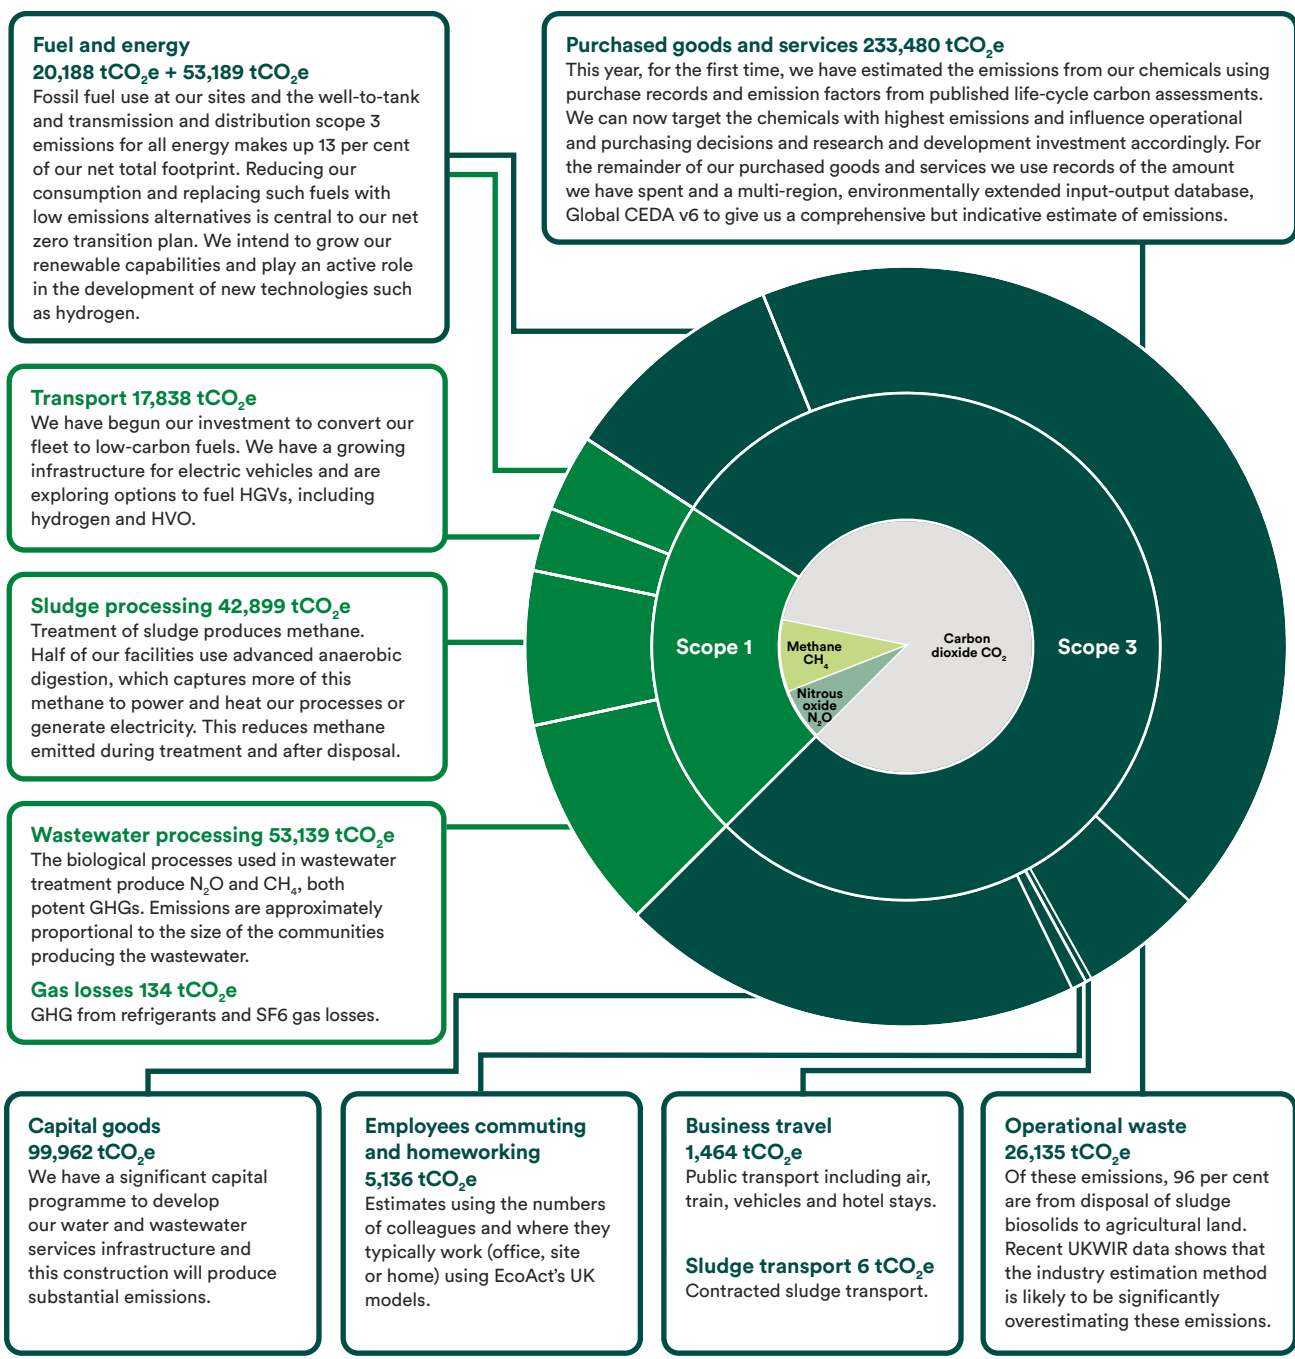 Fuel and energy
20,188 tCO₂e + 53,189 tCO₂e
Fossil fuel use at our sites and the well-to-tank
and transmission and distribution scope 3
emissions for all energy makes up 13 per cent
of our net total footprint. Reducing our
consumption and replacing such fuels with
low emissions alternatives is central to our net
zero transition plan. We intend to grow our
renewable capabilities and play an active role
in the development of new technologies such
as hydrogen.
Purchased goods and services 233,480 tCO₂e
This year, for the first time, we have estimated the emissions from our chemicals using
purchase records and emission factors from published life-cycle carbon assessments.
We can now target the chemicals with highest emissions and influence operational
and purchasing decisions and research and development investment accordingly. For
the remainder of our purchased goods and services we use records of the amount
we have spent and a multi-region, environmentally extended input-output database,
Global CEDA v6 to give us a comprehensive but indicative estimate of emissions.
Transport 17,838 tCO₂e
We have begun our investment to convert our
fleet to low-carbon fuels. We have a growing
infrastructure for electric vehicles and are
exploring options to fuel HGVs, including
hydrogen and HVO.
Sludge processing 42,899 tCO₂e
Treatment of sludge produces methane.
Half of our facilities use advanced anaerobic
digestion, which captures more of this
methane to power and heat our processes or
generate electricity. This reduces methane
emitted during treatment and after disposal.
Scope 1
Methane
CH₄
Nitrous
oxide
N₂O
Carbon
dioxide CO₂
Scope 3
Wastewater processing 53,139 tCO₂e
The biological processes used in wastewater
treatment produce N₂O and CH₄, both
potent GHGs. Emissions are approximately
proportional to the size of the communities
producing the wastewater.
Gas losses 134 tCO₂e
GHG from refrigerants and SF6 gas losses.
Capital goods
99,962 tCO₂e
We have a significant capital
programme to develop
our water and wastewater
services infrastructure and
this construction will produce
substantial emissions.
Employees commuting
and homeworking
5,136 tCO₂e
Estimates using the numbers
of colleagues and where they
typically work (office, site
or home) using EcoAct’s UK
models.
Business travel
1,464 tCO₂e
Public transport including air,
train, vehicles and hotel stays.
Sludge transport 6 tCO₂e
Contracted sludge transport.
Operational waste
26,135 tCO₂e
Of these emissions, 96 per cent
are from disposal of sludge
biosolids to agricultural land.
Recent UKWIR data shows that
the industry estimation method
is likely to be significantly
overestimating these emissions.